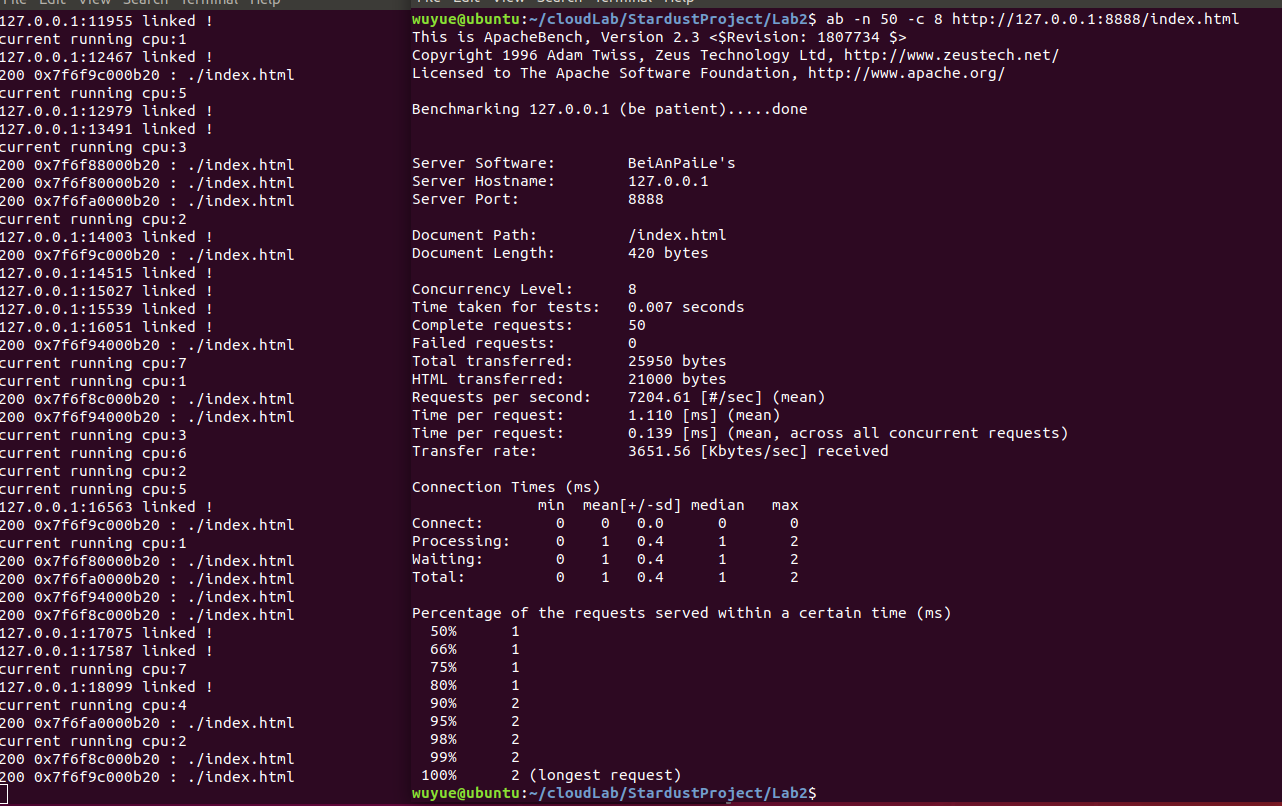 127.0.0.1:11955 linked !
current running cpu:1
127.0.0.1:12467 linked !
200 0x7f6f9c000b20 : ./index.html
current running cpu:5
127.0.0.1:12979 linked !
127.0.0.1:13491 linked !
current running cpu:3
200 0x7f6f88000b20 : ./index.html
200 0x7f6f80000b20 : ./index.html
200 0x7f6fa0000b20 : ./index.html
current running cpu:2
127.0.0.1:14003 linked !
200 0x7f6f9c000b20 : ./index.html
127.0.0.1:14515 linked !
127.0.0.1:15027 linked !
127.0.0.1:15539 linked !
127.0.0.1:16051 linked !
200 0x7f6f94000b20 : ./index.html
current running cpu:7
current running cpu:1
200 0x7f6f8c000b20 : ./index.html
200 0x7f6f94000b20 : ./index.html
current running cpu:3
current running cpu:6
current running cpu:2
current running cpu:5
127.0.0.1:16563 linked !
200 0x7f6f9c000b20 : ./index.html
current running cpu:1
200 0x7f6f80000b20 : ./index.html
200 0x7f6fa0000b20 : ./index.html
200 0x7f6f94000b20 : ./index.html
200 0x7f6f8c000b20 : ./index.html
127.0.0.1:17075 linked !
127.0.0.1:17587 linked !
current running cpu:7
127.0.0.1:18099 linked !
current running cpu:4
200 0x7f6fa0000b20 : ./index.html
current running cpu:2
200 0x7f6f8c000b20 : ./index.html
200 0x7f6f9c000b20 : ./index.html
wuyue@ubuntu:~/cloudLab/StardustProject/Lab2$ ab -n 50 -c 8 http://127.0.0.1:8888/index.html
This is ApacheBench, Version 2.3 <$Revision: 1807734 $>
Copyright 1996 Adam Twiss, Zeus Technology Ltd, http://www.zeustech.net/
Licensed to The Apache Software Foundation, http://www.apache.org/
Benchmarking 127.0.0.1 (be patient).....done
Server Software: BeiAnPaiLe's
Server Hostname: 127.0.0.1
Server Port: 8888
Document Path: /index.html
Document Length: 420 bytes
Concurrency Level: 8
Time taken for tests: 0.007 seconds
Complete requests: 50
Failed requests: 0
Total transferred: 25950 bytes
HTML transferred: 21000 bytes
Requests per second: 7204.61 [#/sec] (mean)
Time per request: 1.110 [ms] (mean)
Time per request: 0.139 [ms] (mean, across all concurrent requests)
Transfer rate: 3651.56 [Kbytes/sec] received
Connection Times (ms)
min mean[+/-sd] median max
Connect: 0 0 0.0 0 0
Processing: 0 1 0.4 1 2
Waiting: 0 1 0.4 1 2
Total: 0 1 0.4 1 2
Percentage of the requests served within a certain time (ms)
50% 1
66% 1
75% 1
80% 1
90% 2
95% 2
98% 2
99% 2
100% 2 (longest request)
wuyue@ubuntu:~/cloudLab/StardustProject/Lab2$